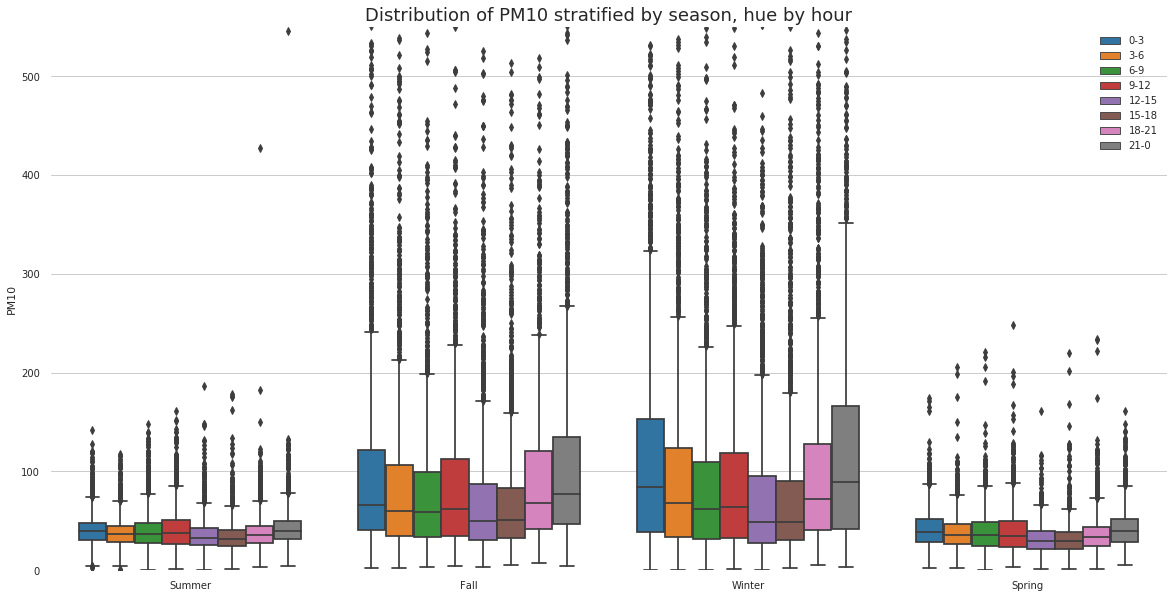 Distribution of PM10 stratified by season, hue by hour
0-3
3-6
6-9
9-12
12-15
15-18
18-21
21-0
500
400
300
200
100
0
PM10
Summer
Fall
Winter
Spring